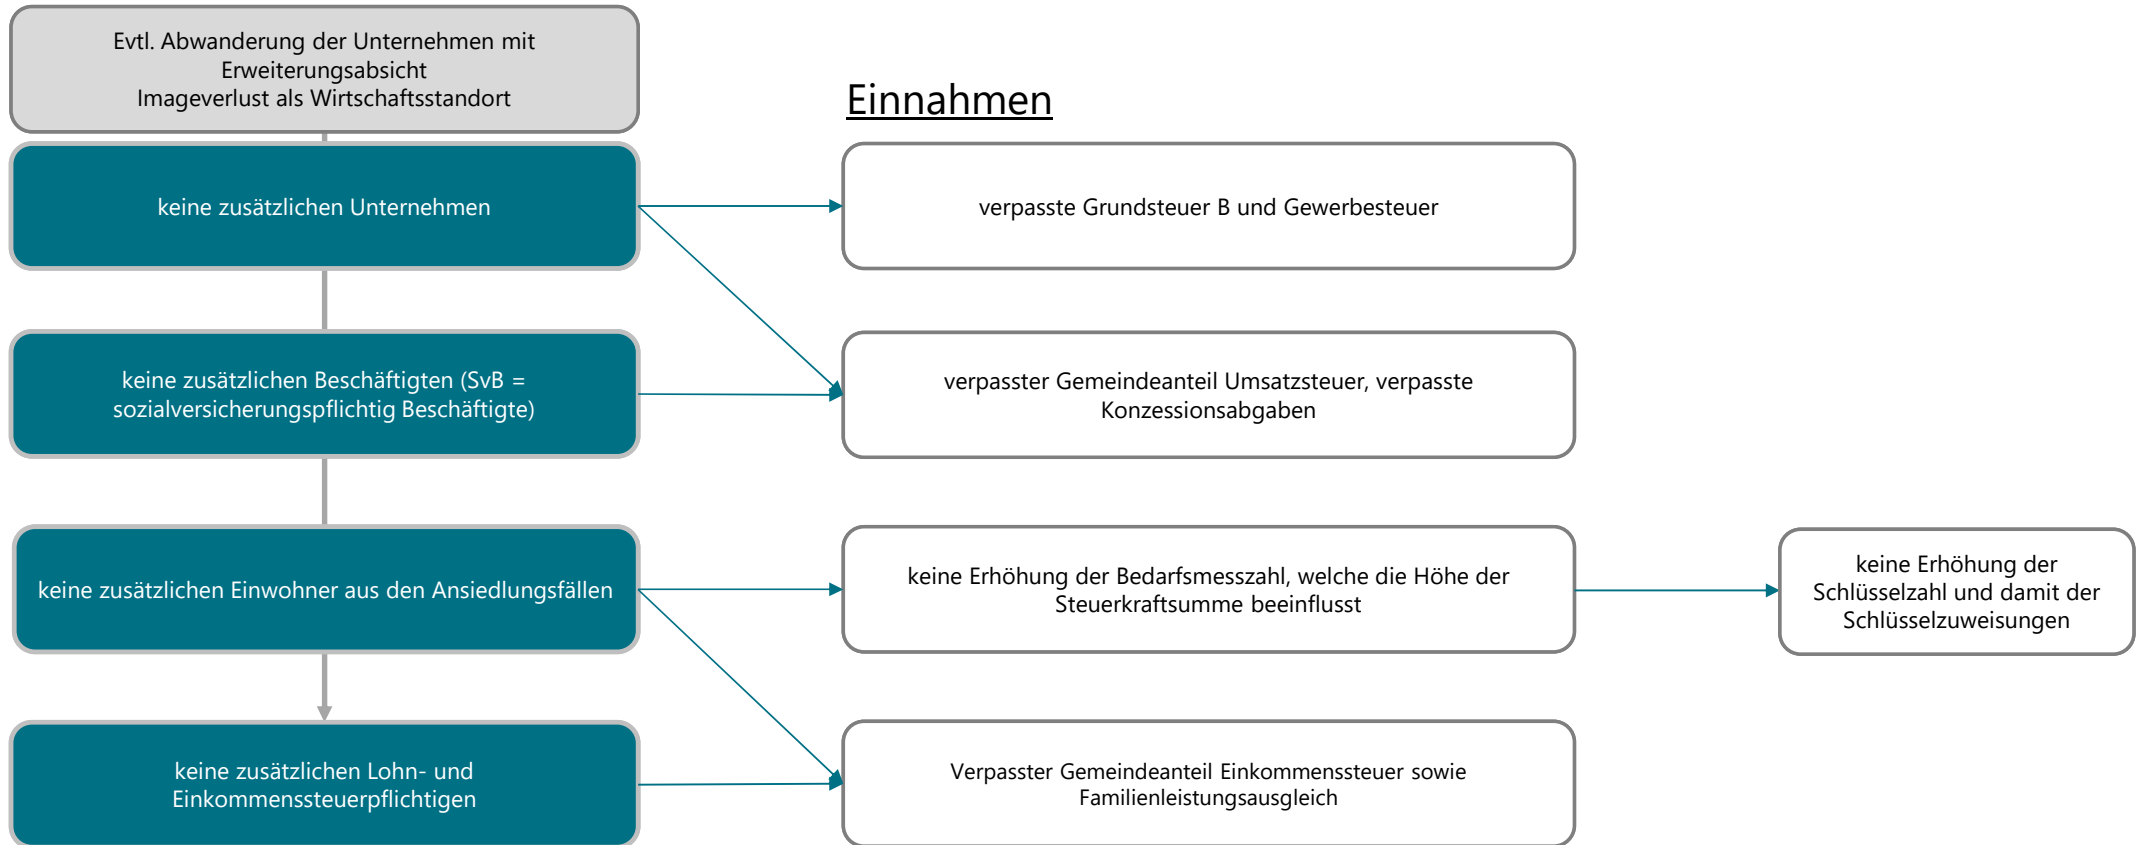 Evtl. Abwanderung der Unternehmen mit
Erweiterungsabsicht
Imageverlust als Wirtschaftsstandort
Einnahmen
keine zusätzlichen Unternehmen
verpasste Grundsteuer B und Gewerbesteuer
keine zusätzlichen Beschäftigten (SvB =
sozialversicherungspflichtig Beschäftigte)
verpasster Gemeindeanteil Umsatzsteuer, verpasste
Konzessionsabgaben
keine zusätzlichen Einwohner aus den Ansiedlungsfällen
keine Erhöhung der Bedarfsmesszahl, welche die Höhe der
Steuerkraftsumme beeinflusst
keine Erhöhung der
Schlüsselzahl und damit der
Schlüsselzuweisungen
keine zusätzlichen Lohn- und
Einkommenssteuerpflichtigen
Verpasster Gemeindeanteil Einkommenssteuer sowie
Familienleistungsausgleich